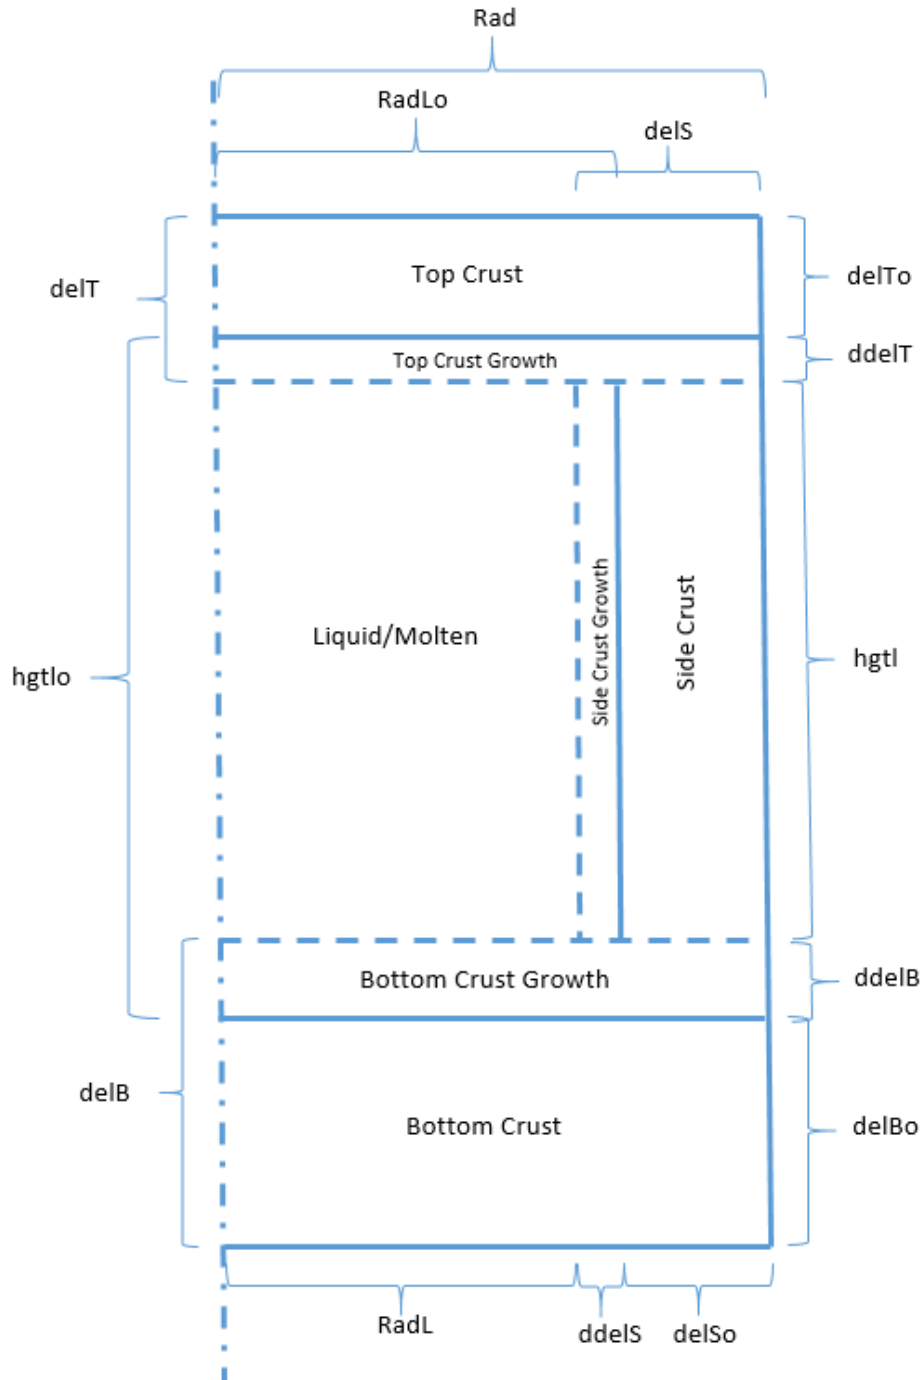 Rad
RadLo
delS
delT
Top Crust
delTo
Top Crust Growth
ddelT
hgtlo
Liquid/Molten
Side Crust Growth
Side Crust
hgtl
Bottom Crust Growth
ddelB
delB
Bottom Crust
delBo
RadL
ddelS
delSo